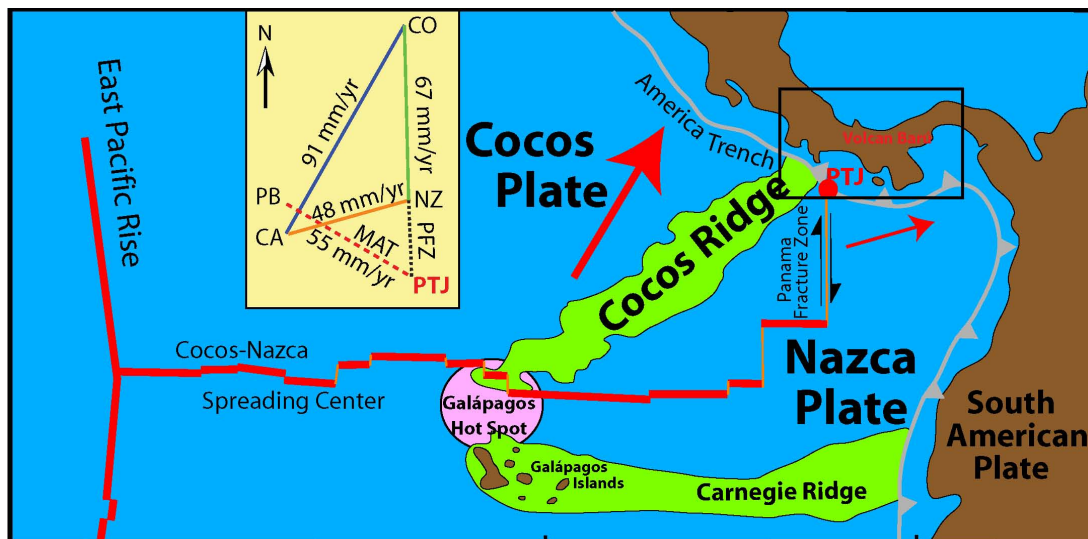 N
CO
91 mm/yr
67 mm/yr
PB
48 mm/yr
NZ
CA
MAT
55 mm/yr
PFZ
PTJ
East Pacific Rise
Cocos
Plate
America Trench
Volcan Baru
PTJ
Cocos Ridge
Panama
Fracture Zone
Cocos-Nazca
Spreading Center
Galápagos
Hot Spot
Nazca
Plate
South
American
Plate
Galápagos
Islands
Carnegie Ridge